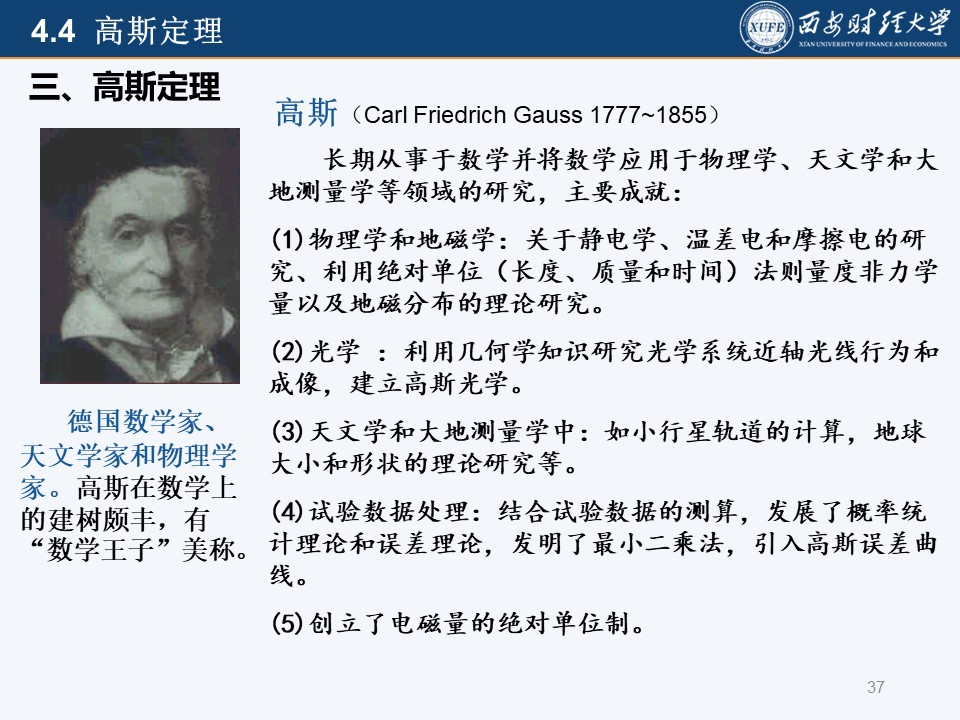 4.4 高斯定理
XUFE
西安财经大学
XI'AN UNIVERSITY OF FINANCE AND ECONOMICS
三、高斯定理
德国数学家、
天文学家和物理学
家。高斯在数学上
的建树颇丰，有
“数学王子”美称。
高斯（Carl Friedrich Gauss 1777~1855）
长期从事于数学并将数学应用于物理学、天文学和大
地测量学等领域的研究，主要成就：
(1)物理学和地磁学：关于静电学、温差电和摩擦电的研
究、利用绝对单位（长度、质量和时间）法则量度非力学
量以及地磁分布的理论研究。
(2)光学 ：利用几何学知识研究光学系统近轴光线行为和
成像，建立高斯光学。
(3)天文学和大地测量学中：如小行星轨道的计算，地球
大小和形状的理论研究等。
(4)试验数据处理：结合试验数据的测算，发展了概率统
计理论和误差理论，发明了最小二乘法，引入高斯误差曲
线。
(5)创立了电磁量的绝对单位制。
37